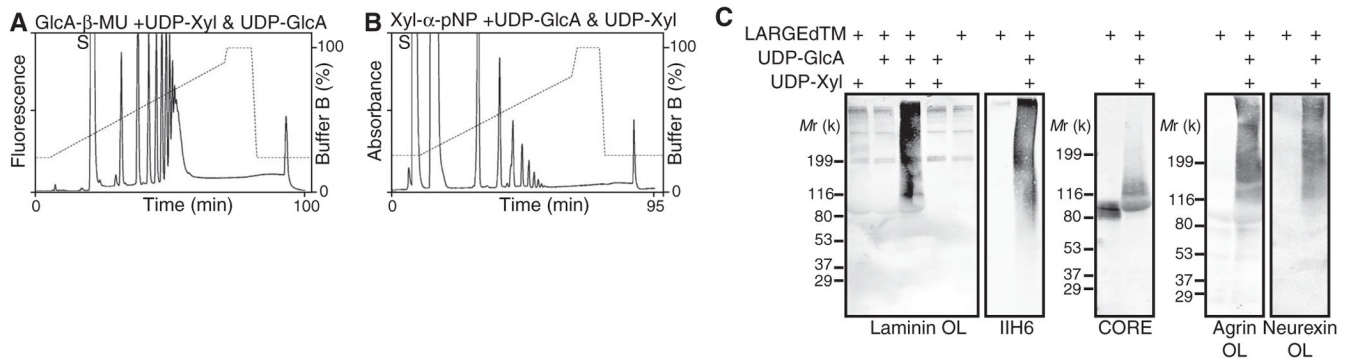 A GlcA-β-MU +UDP-Xyl & UDP-GlcA
S
100
Fluorescence
Buffer B (%)
0
0 Time (min) 100
B Xyl-α-pNP +UDP-GlcA & UDP-Xyl
S
100
Absorbance
Buffer B (%)
0
0 Time (min) 95
C
LARGEdTM + + + + + + + + + + +
UDP-GlcA + + + + + + +
UDP-Xyl + + + + + + +
Mr (k)
199
116
80
53
37
29
Laminin OL
IIH6
Mr (k)
199
116
80
53
37
29
CORE
Mr (k)
199
116
80
53
37
29
Agrin OL
Neurexin OL